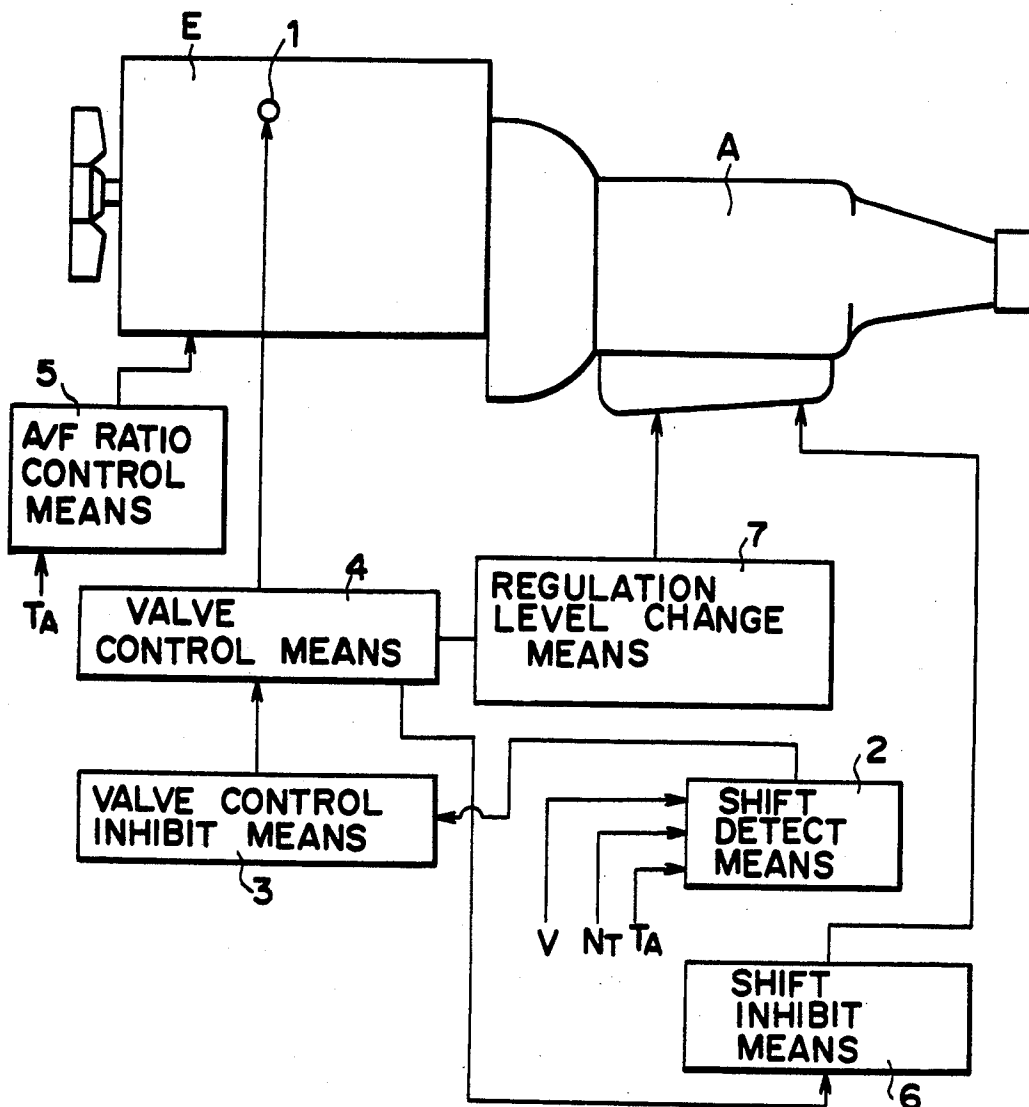 E
1
A
5
A/F RATIO
CONTROL
MEANS
TA
4
VALVE
CONTROL MEANS
7
REGULATION
LEVEL CHANGE
MEANS
VALVE CONTROL
INHIBIT MEANS
3
2
SHIFT
DETECT
MEANS
V NT TA
SHIFT
INHIBIT
MEANS
6